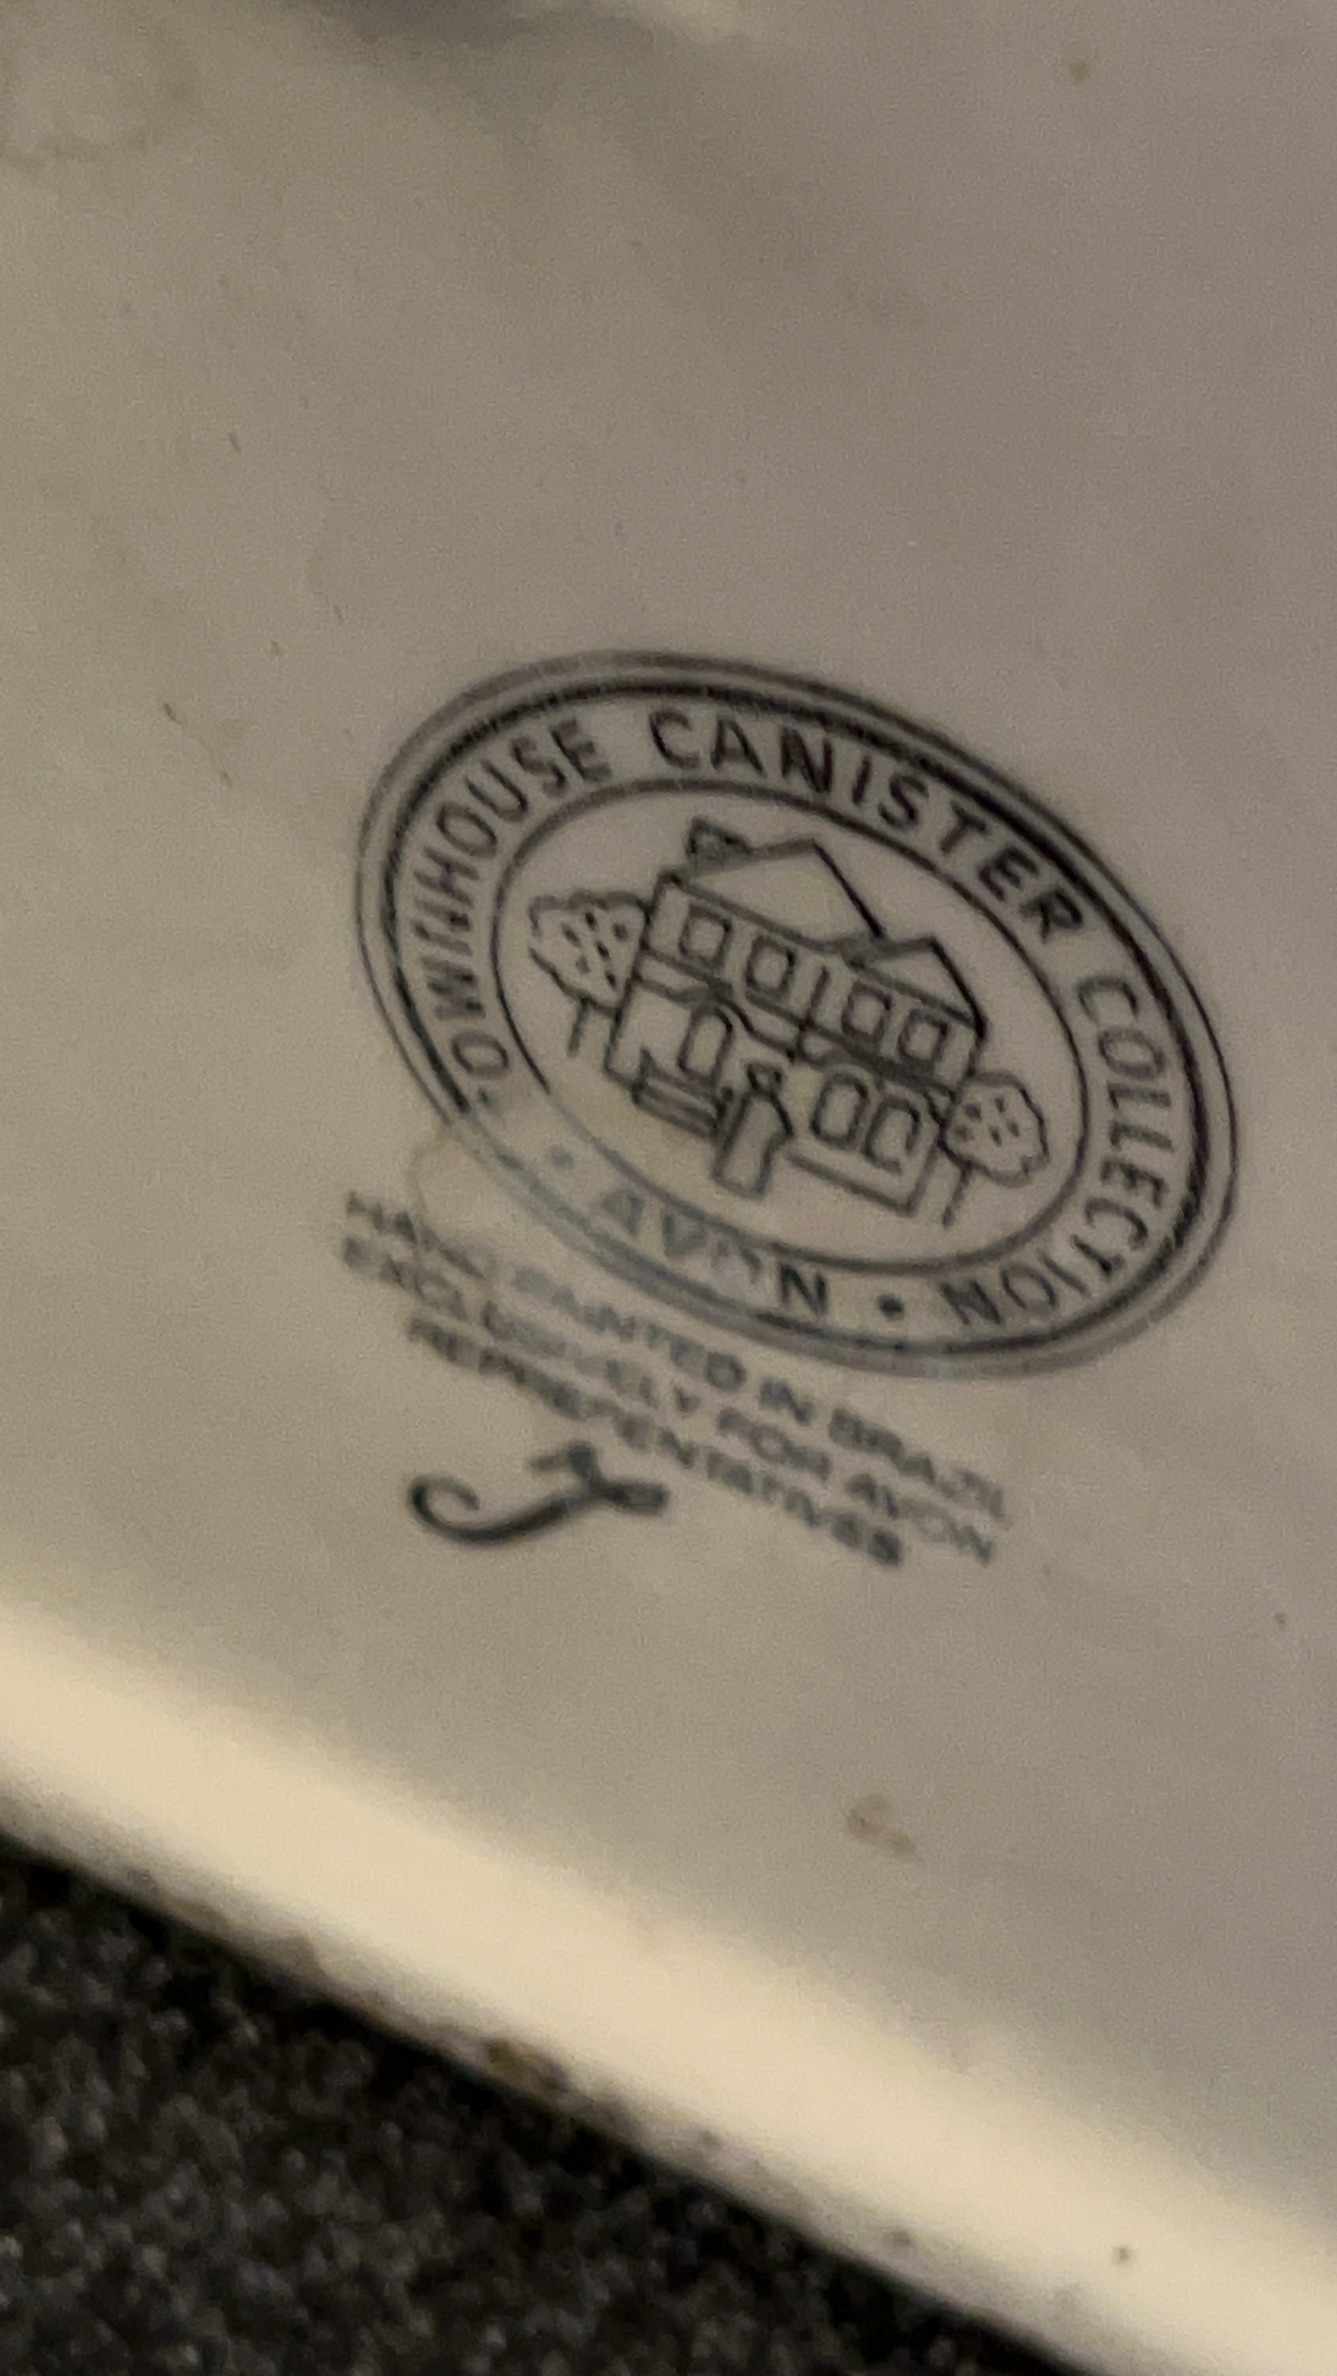 TOWNHOUSE CANISTER COLLECTION
• AVON •
HAND PAINTED IN BRAZIL
EXCLUSIVELY FOR AVON
REPRESENTATIVES